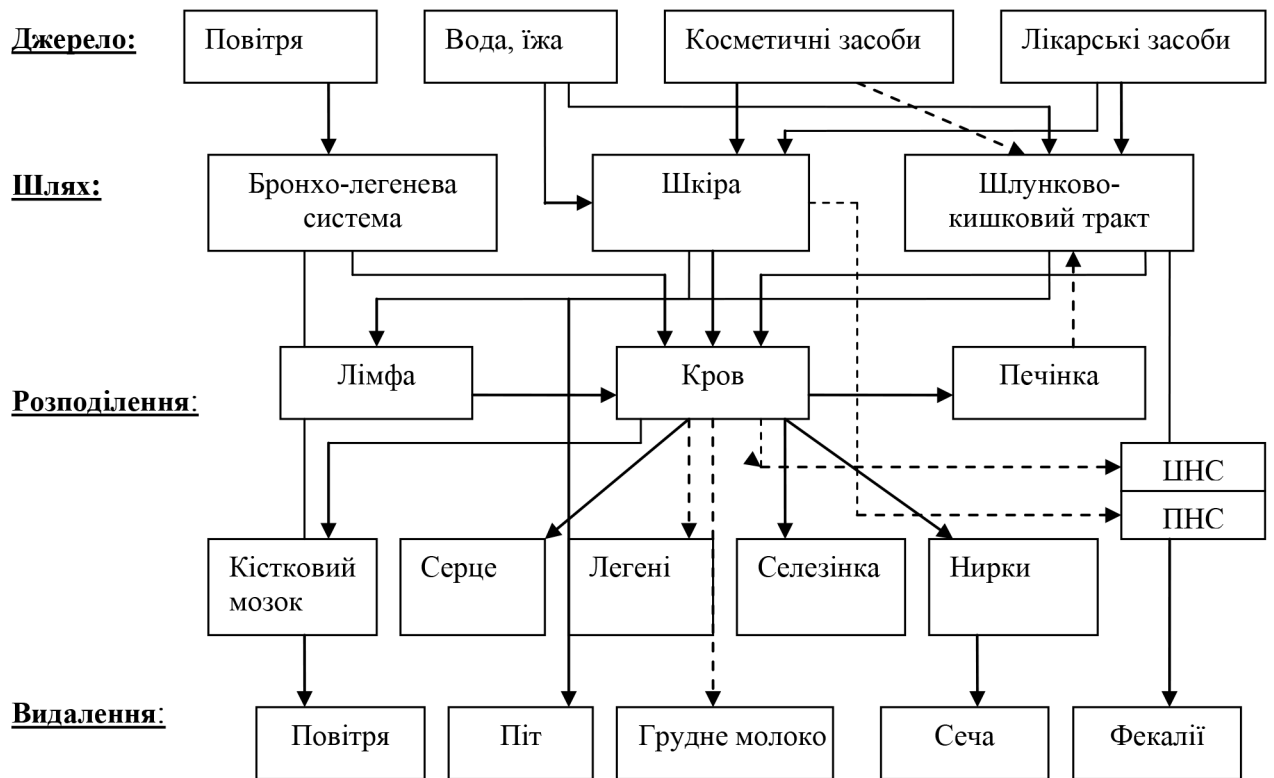 Джерело:
Повітря
Вода, їжа
Косметичні засоби
Лікарські засоби
Шлях:
Бронхо-легенева
система
Шкіра
Шлунково-
кишковий тракт
Розподілення:
Лімфа
Кров
Печінка
ЦНС
ПНС
Кістковий
мозок
Серце
Легені
Селезінка
Нирки
Видалення:
Повітря
Піт
Грудне молоко
Сеча
Фекалії